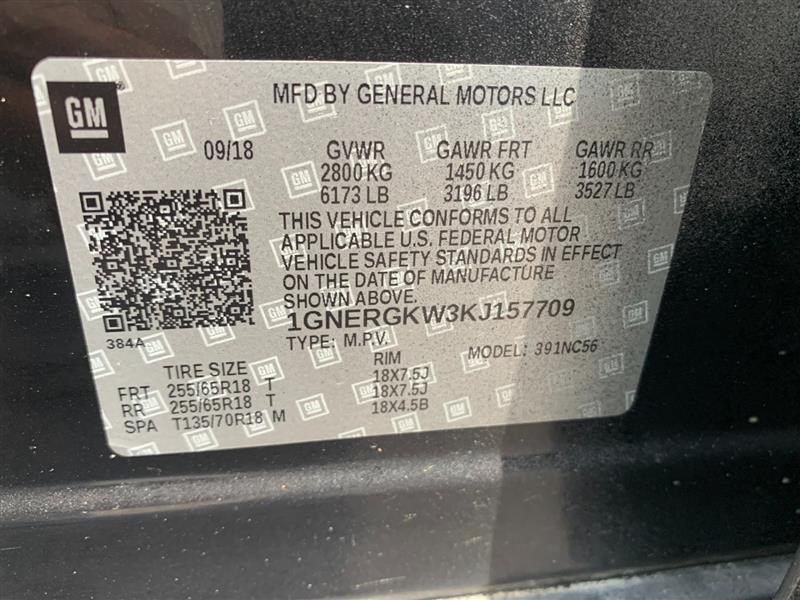 GM
MFD BY GENERAL MOTORS LLC
09/18 GVWR GAWR FRT GAWR RR
2800 KG 1450 KG 1600 KG
6173 LB 3196 LB 3527 LB
THIS VEHICLE CONFORMS TO ALL
APPLICABLE U.S. FEDERAL MOTOR
VEHICLE SAFETY STANDARDS IN EFFECT
ON THE DATE OF MANUFACTURE
SHOWN ABOVE.
1GNERGKW3KJ157709
384A
TYPE: M.P.V. MODEL: 391NC56
TIRE SIZE RIM
FRT 255/65R18 T 18X7.5J
RR 255/65R18 T 18X7.5J
SPA T135/70R18 M 18X4.5B